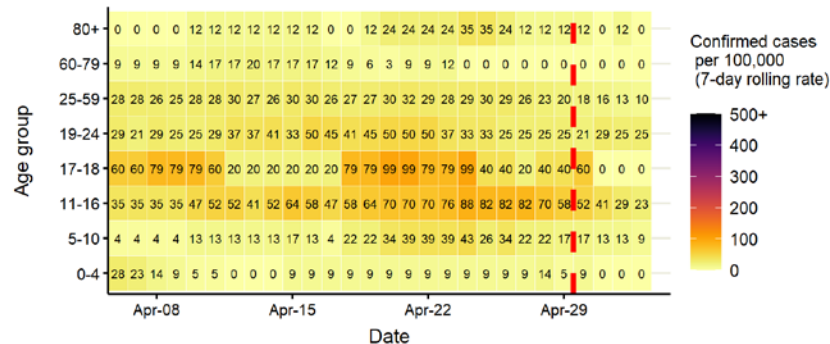 80+ 0 0 0 0 12 12 12 12 12 12 12 0 0 12 24 24 24 24 35 35 24 12 12 12 12 0 12 0
60-79 9 9 9 9 14 17 17 20 17 17 17 12 9 6 3 9 9 12 0 0 0 0 0 0 0 0 0 0
25-59 28 28 26 25 28 28 30 27 26 30 30 26 27 27 30 32 29 28 29 30 29 26 23 20 18 16 13 10
19-24 29 21 29 25 25 29 37 37 41 33 50 45 41 45 50 50 50 37 33 33 25 25 25 25 21 29 25 25
17-18 60 60 79 79 79 60 20 20 20 20 20 20 79 79 99 99 79 79 99 40 40 20 40 40 60 0 0 0
11-16 35 35 35 35 47 52 52 41 52 64 58 47 58 64 70 70 70 76 88 82 82 82 70 58 52 41 29 23
5-10 4 4 4 4 13 13 13 13 13 17 13 4 22 22 34 39 39 39 43 26 34 22 22 17 17 13 13 9
0-4 28 23 14 9 5 5 0 0 0 9 9 9 9 9 9 9 9 9 9 9 9 9 14 5 9 0 0 0
Apr-08 Apr-15 Apr-22 Apr-29
Date
Age group
Confirmed cases
per 100,000
(7-day rolling rate)
500+
400
300
200
100
0